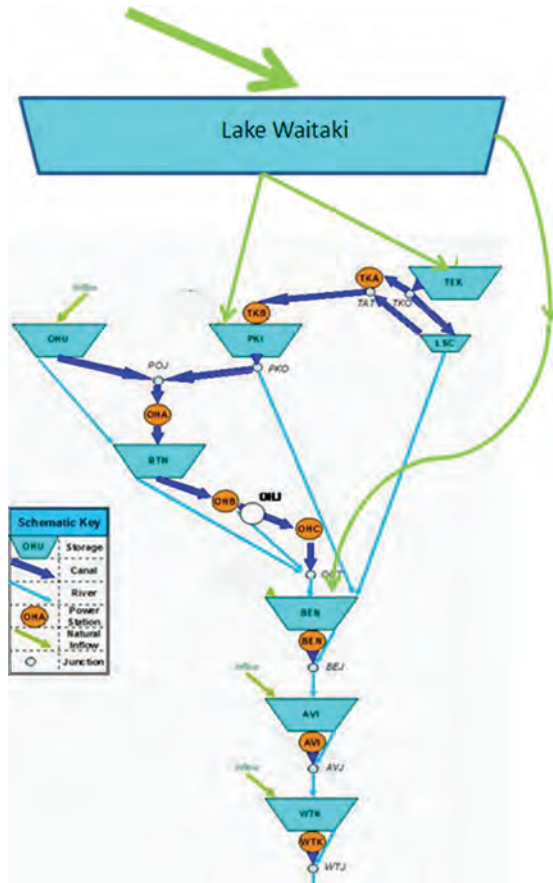 Lake Waitaki
TEK
TKA
TAT
TKO
TKB
Inflow
OHU
PKI
LSC
POJ
PKO
OHA
RTN
OHB
OHJ
OHC
Schematic Key
OHU
Storage
Canal
River
OHA
Power
Station
Natural
Inflow
Junction
BEN
BEN
BEJ
Inflow
AVI
AVI
AVJ
Inflow
WTK
WTK
WTJ